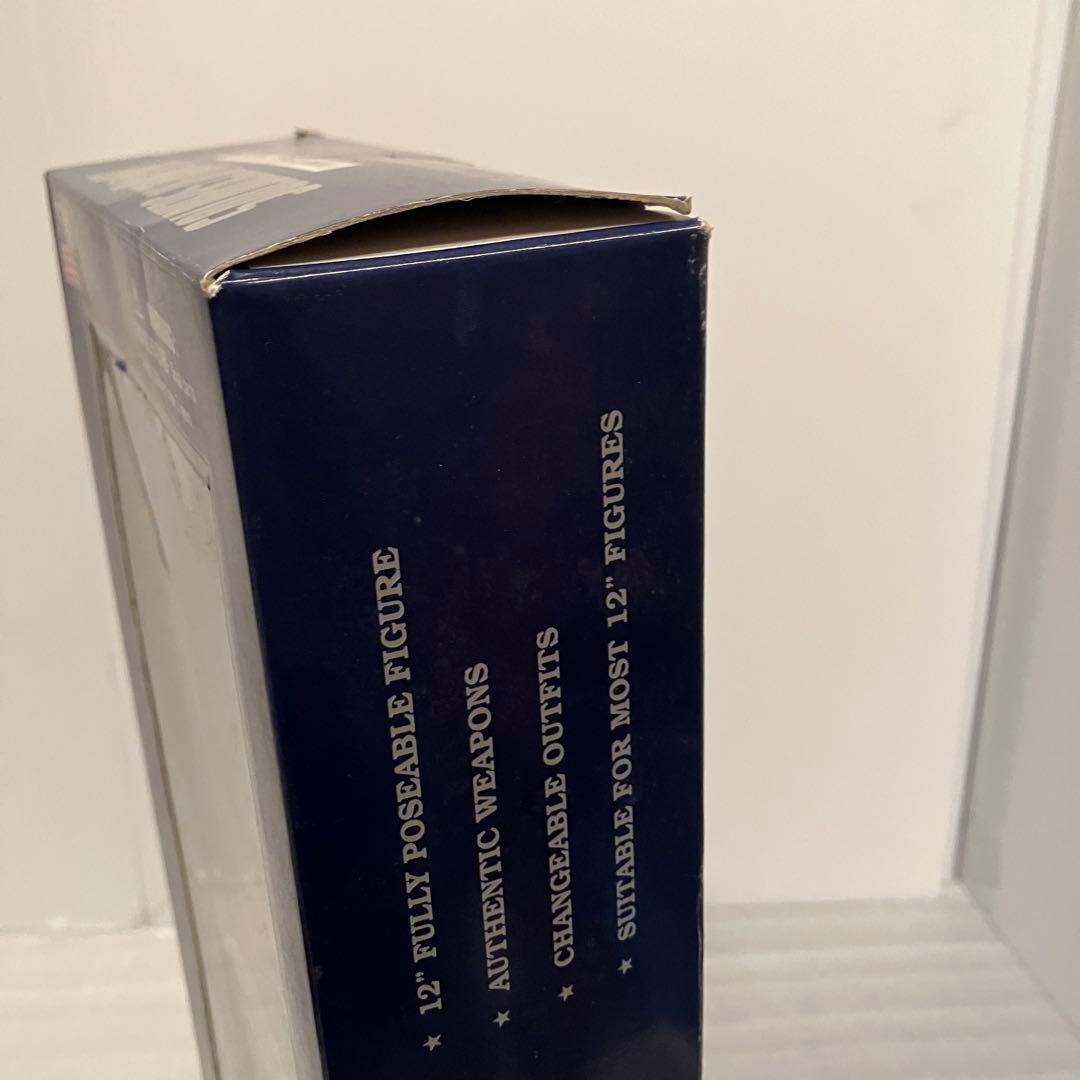 ★ 12" FULLY POSEABLE FIGURE
★ AUTHENTIC WEAPONS
★ CHANGEABLE OUTFITS
★ SUITABLE FOR MOST 12" FIGURES